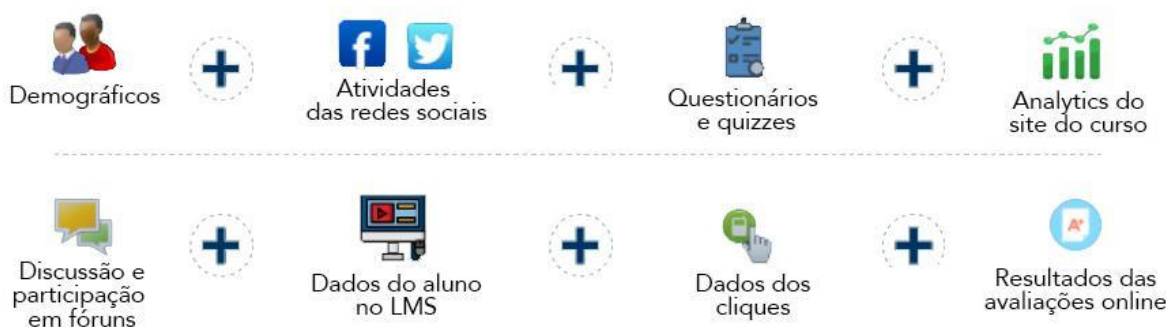 Demográficos
Atividades
das redes sociais
Questionários
e quizzes
Analytics do
site do curso
Discussão e
participação
em fóruns
Dados do aluno
no LMS
Dados dos
cliques
A+
Resultados das
avaliações online